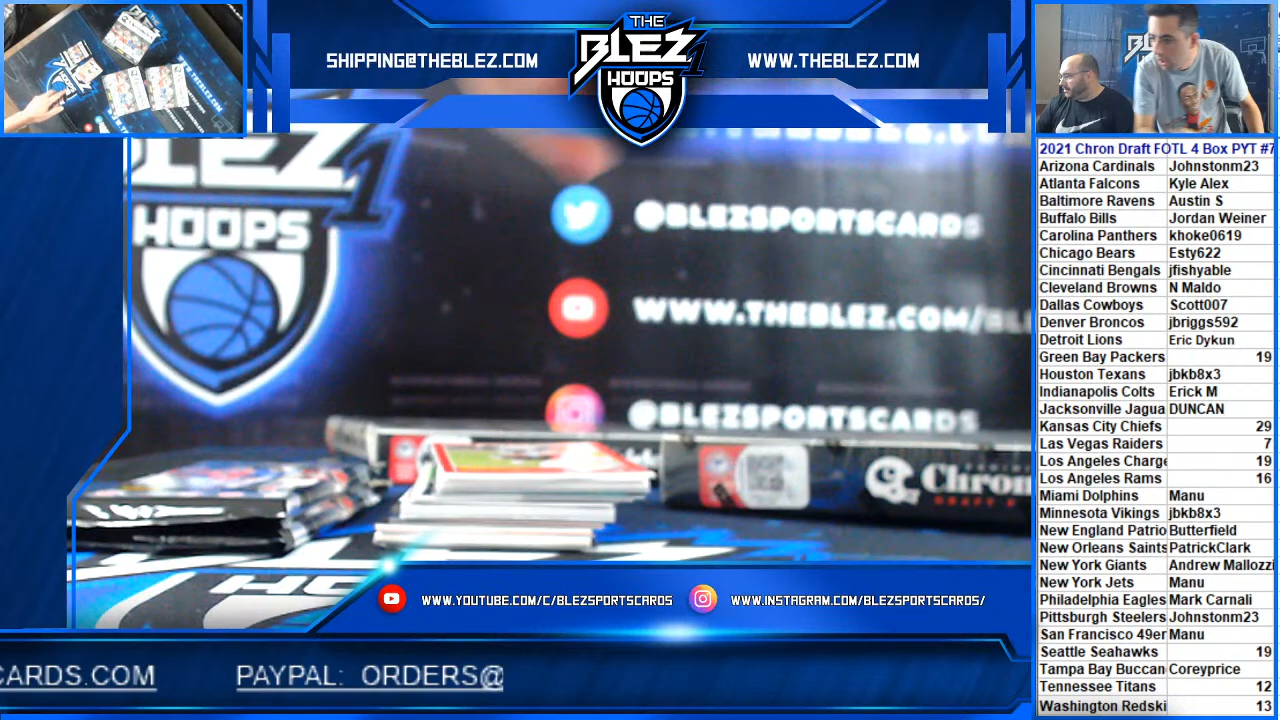 SHIPPING@THEBLEZ.COM
THE
BLEZ 1
HOOPS
WWW.THEBLEZ.COM
BLEZ 1
HOOPS
@BLEZSPORTSCARDS
WWW.THEBLEZ.COM/
@BLEZSPORTSCARDS
WWW.YOUTUBE.COM/C/BLEZSPORTSCARDS
WWW.INSTAGRAM.COM/BLEZSPORTSCARDS/
CARDS.COM PAYPAL: ORDERS@
2021 Chron Draft FOTL 4 Box PYT #7
Arizona Cardinals Johnstonm23
Atlanta Falcons Kyle Alex
Baltimore Ravens Austin S
Buffalo Bills Jordan Weiner
Carolina Panthers khoke0619
Chicago Bears Esty622
Cincinnati Bengals jfishyable
Cleveland Browns N Maldo
Dallas Cowboys Scott007
Denver Broncos jbriggs592
Detroit Lions Eric Dykun
Green Bay Packers 19
Houston Texans jbkb8x3
Indianapolis Colts Erick M
Jacksonville Jagua DUNCAN
Kansas City Chiefs 29
Las Vegas Raiders 7
Los Angeles Charge 19
Los Angeles Rams 16
Miami Dolphins Manu
Minnesota Vikings jbkb8x3
New England Patrio Butterfield
New Orleans Saints PatrickClark
New York Giants Andrew Mallozzi
New York Jets Manu
Philadelphia Eagles Mark Carnali
Pittsburgh Steelers Johnstonm23
San Francisco 49er Manu
Seattle Seahawks 19
Tampa Bay Buccan Coreyprice
Tennessee Titans 12
Washington Redski 13